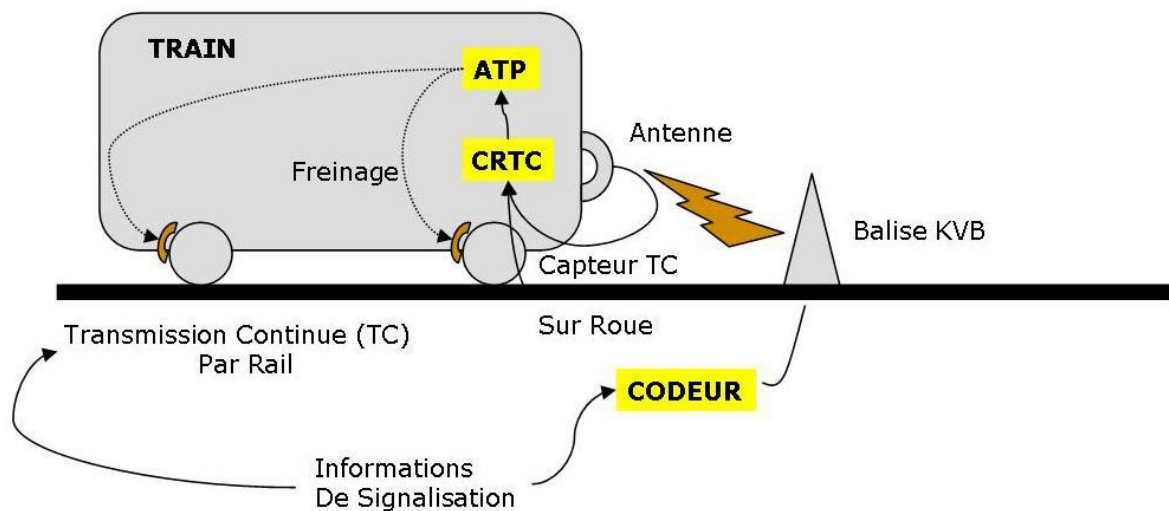 TRAIN
ATP
Antenne
CRTC
Freinage
Balise KVB
Capteur TC
Sur Roue
Transmission Continue (TC)
Par Rail
CODEUR
Informations
De Signalisation